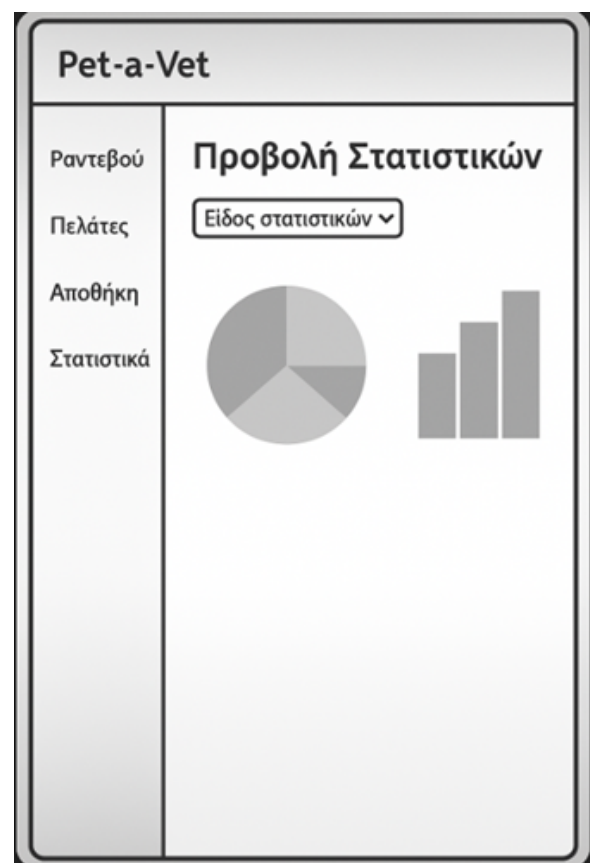 Pet-a-Vet
Ραντεβού
Πελάτες
Αποθήκη
Στατιστικά
Προβολή Στατιστικών
Είδος στατιστικών